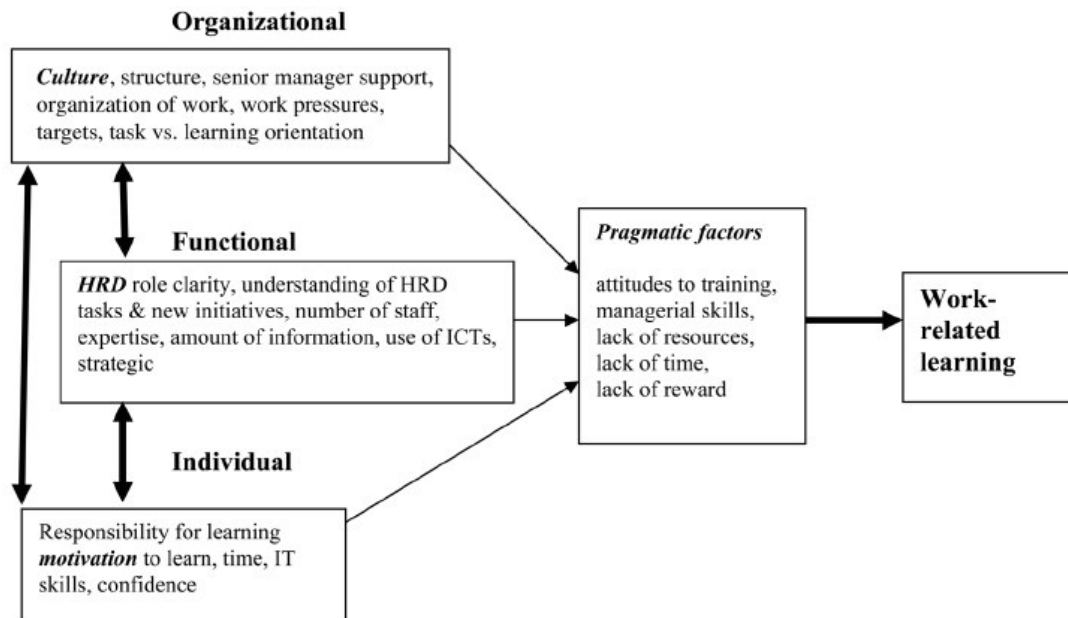 Organizational
Culture, structure, senior manager support,
organization of work, work pressures,
targets, task vs. learning orientation
Functional
HRD role clarity, understanding of HRD
tasks & new initiatives, number of staff,
expertise, amount of information, use of ICTs,
strategic
Individual
Responsibility for learning
motivation to learn, time, IT
skills, confidence
Pragmatic factors
attitudes to training,
managerial skills,
lack of resources,
lack of time,
lack of reward
Work-
related
learning